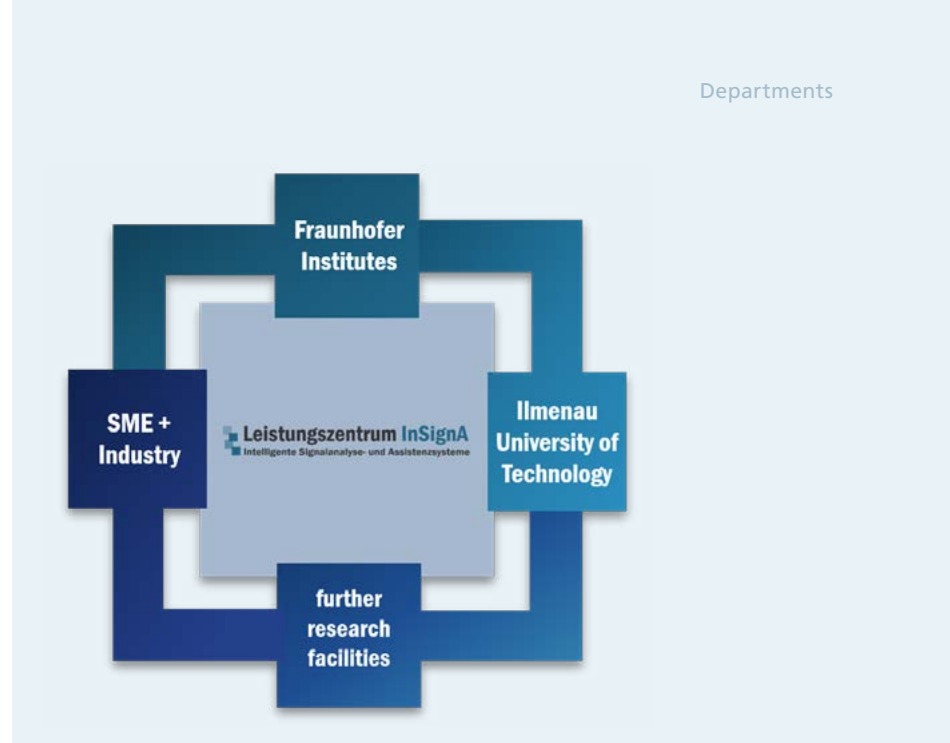 Departments
Fraunhofer
Institutes
SME +
Industry
Leistungszentrum InSignA
Intelligente Signalanalyse- und Assistenzsysteme
Ilmenau
University of
Technology
further
research
facilities